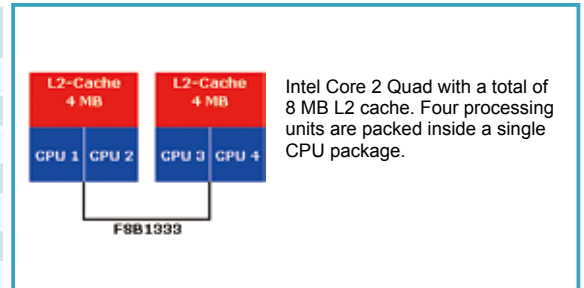 L2-Cache
4 MB
L2-Cache
4 MB
CPU 1
CPU 2
CPU 3
CPU 4
FSB1333
Intel Core 2 Quad with a total of
8 MB L2 cache. Four processing
units are packed inside a single
CPU package.